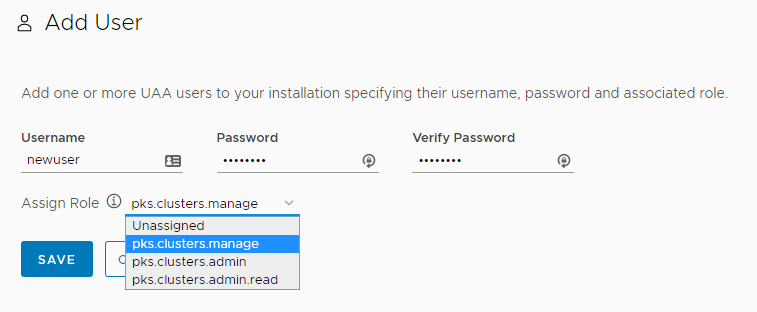 Add User
Add one or more UAA users to your installation specifying their username, password and associated role.
Username Password Verify Password
newuser •••••••• ••••••••
Assign Role pks.clusters.manage
Unassigned
pks.clusters.manage
SAVE
pks.clusters.admin
pks.clusters.admin.read